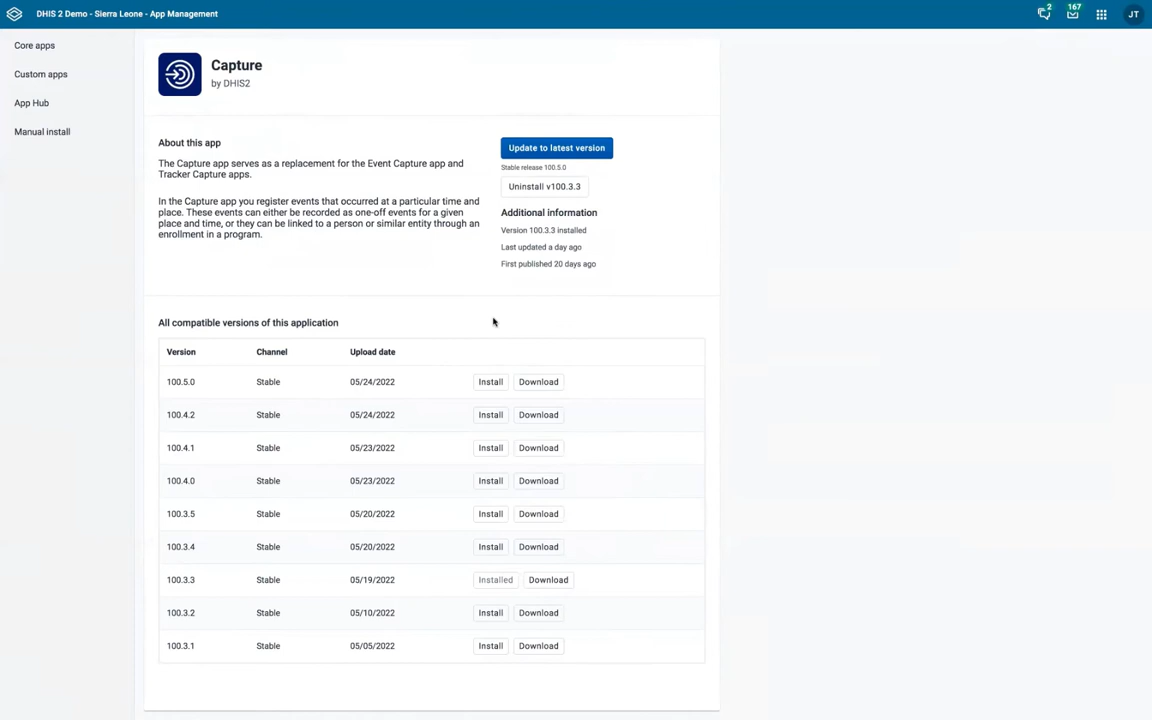 DHIS 2 Demo - Sierra Leone - App Management
2
167
JT
Core apps
Custom apps
App Hub
Manual install
Capture
by DHIS2
About this app
The Capture app serves as a replacement for the Event Capture app and
Tracker Capture apps.
In the Capture app you register events that occurred at a particular time and
place. These events can either be recorded as one-off events for a given
place and time, or they can be linked to a person or similar entity through an
enrollment in a program.
Update to latest version
Stable release 100.5.0
Uninstall v100.3.3
Additional information
Version 100.3.3 installed
Last updated a day ago
First published 20 days ago
All compatible versions of this application
Version Channel Upload date
100.5.0 Stable 05/24/2022 Install Download
100.4.2 Stable 05/24/2022 Install Download
100.4.1 Stable 05/23/2022 Install Download
100.4.0 Stable 05/23/2022 Install Download
100.3.5 Stable 05/20/2022 Install Download
100.3.4 Stable 05/20/2022 Install Download
100.3.3 Stable 05/19/2022 Installed Download
100.3.2 Stable 05/10/2022 Install Download
100.3.1 Stable 05/05/2022 Install Download